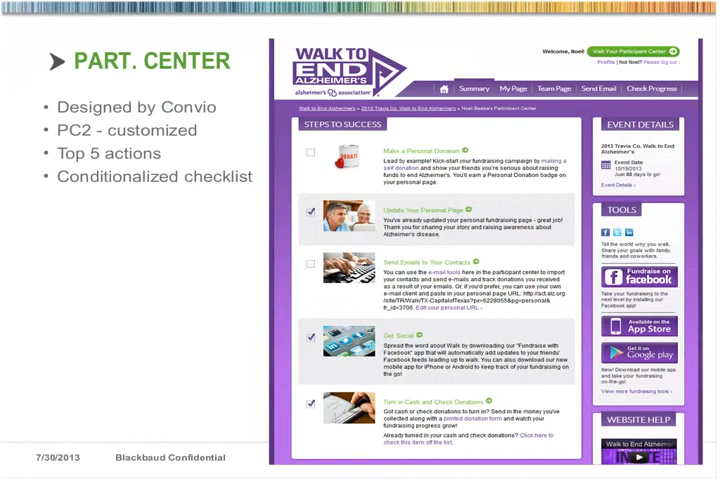 PART. CENTER
• Designed by Convio
• PC2 - customized
• Top 5 actions
• Conditionalized checklist
WALK TO
END
ALZHEIMER'S
alzheimer's association
Welcome, Noel!
Visit Your Participant Center
Profile | Not Noel? Please log out ›
Summary My Page Team Page Send Email Check Progress
Walk to End Alzheimer's » 2013 Travis Co. Walk to End Alzheimer's » Noel Beebe's Participant Center
STEPS TO SUCCESS
Make a Personal Donation
Lead by example! Kick-start your fundraising campaign by making a
self donation and show your friends you're serious about raising
funds to end Alzheimer's. You'll earn a Personal Donation badge on
your personal page.
DONATE
Update Your Personal Page
You've already updated your personal fundraising page - great job!
Thank you for sharing your story and raising awareness about
Alzheimer's disease.
Send Emails to Your Contacts
You can use the e-mail tools here in the participant center to import
your contacts and send e-mails and track donations you received
as a result of your emails. Or, if you'd prefer, you can use your own
e-mail client and paste in your personal page URL: http://act.alz.org
/site/TR/Walk/TX-CapitalofTexas?px=6228055&pg=personal&
fr_id=3706. Edit your personal URL ›
Get Social
Spread the word about Walk by downloading our "Fundraise with
Facebook" app that will automatically add updates to your friends'
Facebook feeds leading up to walk. You can also download our new
mobile app for iPhone or Android to keep track of your fundraising on
the go!
Turn in Cash and Check Donations
Got cash or check donations to turn in? Send in the money you've
collected along with a printed donation form and watch your
fundraising progress grow!
Already turned in your cash and check donations? Click here to
check this item off the list.
EVENT DETAILS
2013 Travis Co. Walk to End
Alzheimer's
Event Date
10/19/2013
Just 88 days to go!
Event Details ›
TOOLS
Tell the world why you walk.
Share your goals with family,
friends and coworkers.
Fundraise on
facebook
Take your fundraising to the
next level by installing our
Facebook app!
Available on the
App Store
Get it on
Google play
New! Download our mobile app
and take your fundraising
on-the-go!
View more fundraising tools ›
WEBSITE HELP
Walk to End Alzheimer
7/30/2013 Blackbaud Confidential